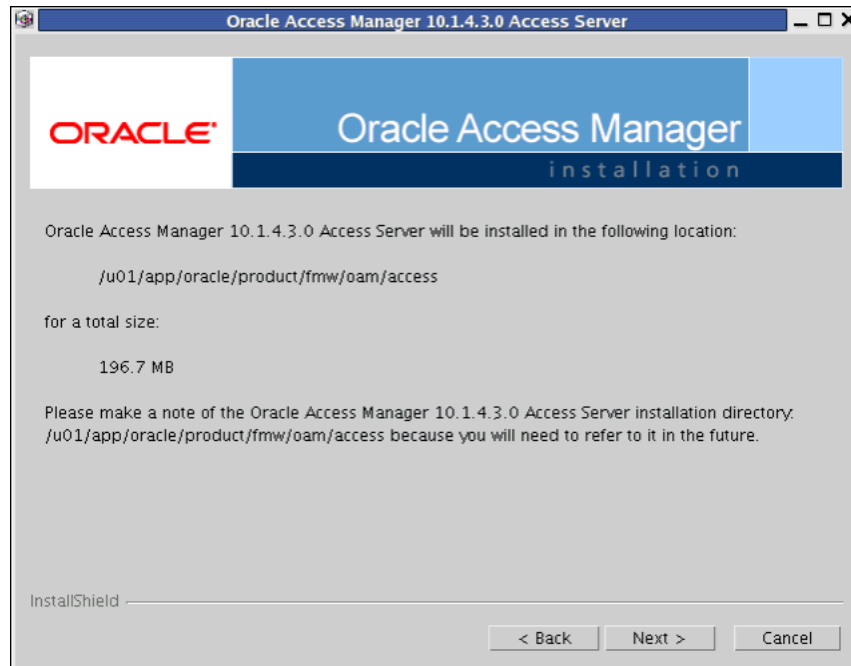 Oracle Access Manager 10.1.4.3.0 Access Server
ORACLE®
Oracle Access Manager
installation
Oracle Access Manager 10.1.4.3.0 Access Server will be installed in the following location:
/u01/app/oracle/product/fmw/oam/access
for a total size:
196.7 MB
Please make a note of the Oracle Access Manager 10.1.4.3.0 Access Server installation directory:
/u01/app/oracle/product/fmw/oam/access because you will need to refer to it in the future.
InstallShield
< Back Next > Cancel